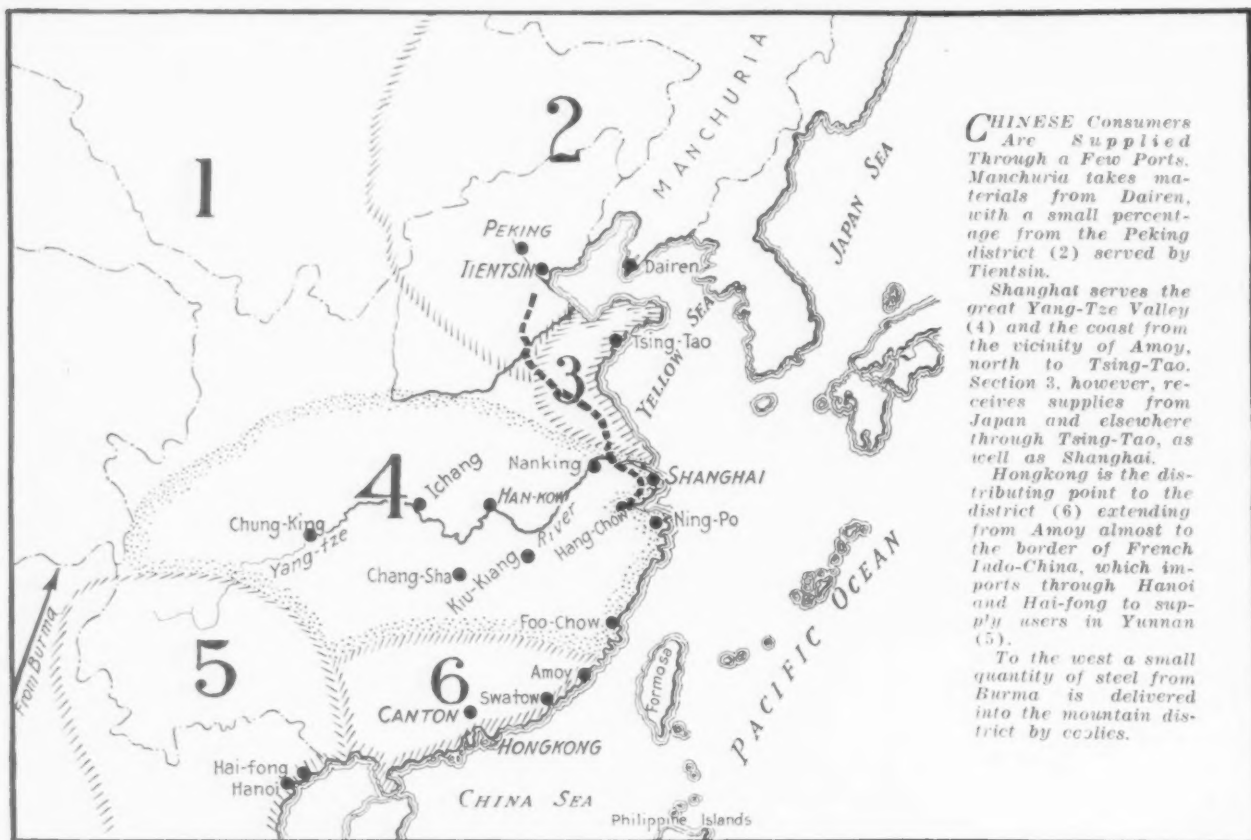 1
2
MANCHURIA
PEKING
TIENTSIN
Dairen
JAPAN SEA
Tsing-Tao
YELLOW SEA
3
4
Nanking
SHANGHAI
Ichang
HAN-KOW
Chung-King
Yang-tze
River
Hang-Chow
Ning-Po
Chang-Sha
Kiu-Kiang
From Burma
5
Foo-Chow
6
Amoy
Swatow
CANTON
HONGKONG
Formosa
PACIFIC OCEAN
Hai-fong
Hanoi
CHINA SEA
Philippine Islands
CHINESE Consumers
Are Supplied
Through a Few Ports.
Manchuria takes ma-
terials from Dairen,
with a small percent-
age from the Peking
district (2) served by
Tientsin.
Shanghai serves the
great Yang-Tze Valley
(4) and the coast from
the vicinity of Amoy,
north to Tsing-Tao.
Section 3, however, re-
ceives supplies from
Japan and elsewhere
through Tsing-Tao, as
well as Shanghai.
Hongkong is the dis-
tributing point to the
district (6) extending
from Amoy almost to
the border of French
Indo-China, which im-
ports through Hanoi
and Hai-fong to sup-
ply users in Yunnan
(5).
To the west a small
quantity of steel from
Burma is delivered
into the mountain dis-
trict by coolies.